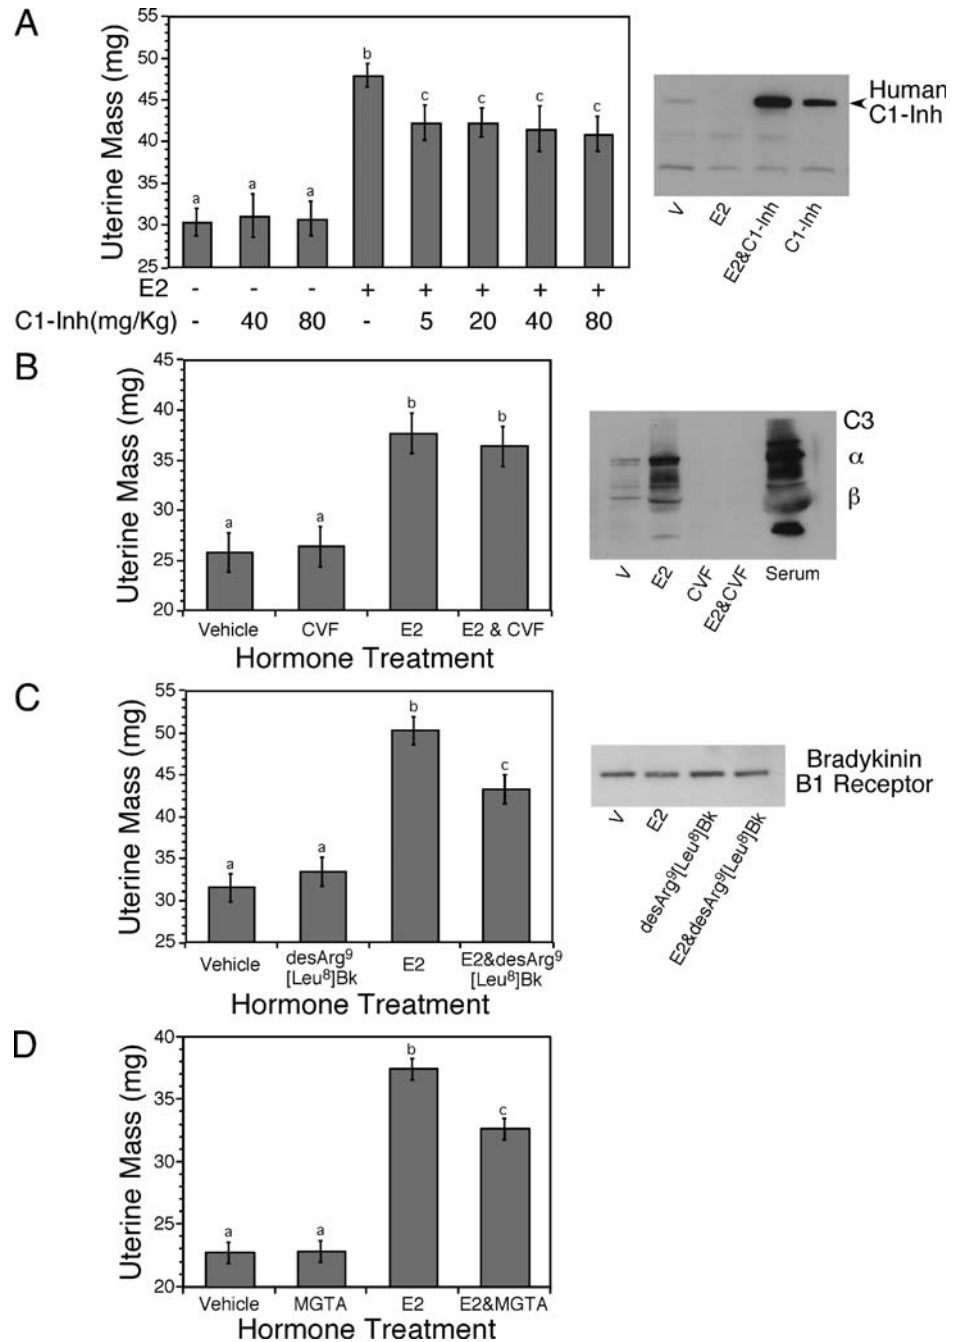 A
Uterine Mass (mg)
55
50
45
40
35
30
25
a
a
a
b
c
c
c
c
E2 - - - + + + + +
C1-Inh(mg/Kg) - 40 80 - 5 20 40 80
Human
C1-Inh
V
E2
E2&C1-Inh
C1-Inh
B
Uterine Mass (mg)
45
40
35
30
25
20
a
a
b
b
Vehicle CVF E2 E2 & CVF
Hormone Treatment
C3
α
β
V
E2
CVF
E2&CVF
Serum
C
Uterine Mass (mg)
55
50
45
40
35
30
25
a
a
b
c
Vehicle desArg⁹ E2 E2&desArg⁹
[Leu⁸]Bk [Leu⁸]Bk
Hormone Treatment
Bradykinin
B1 Receptor
V
E2
desArg⁹[Leu⁸]Bk
E2&desArg⁹[Leu⁸]Bk
D
Uterine Mass (mg)
40
35
30
25
20
a
a
b
c
Vehicle MGTA E2 E2&MGTA
Hormone Treatment